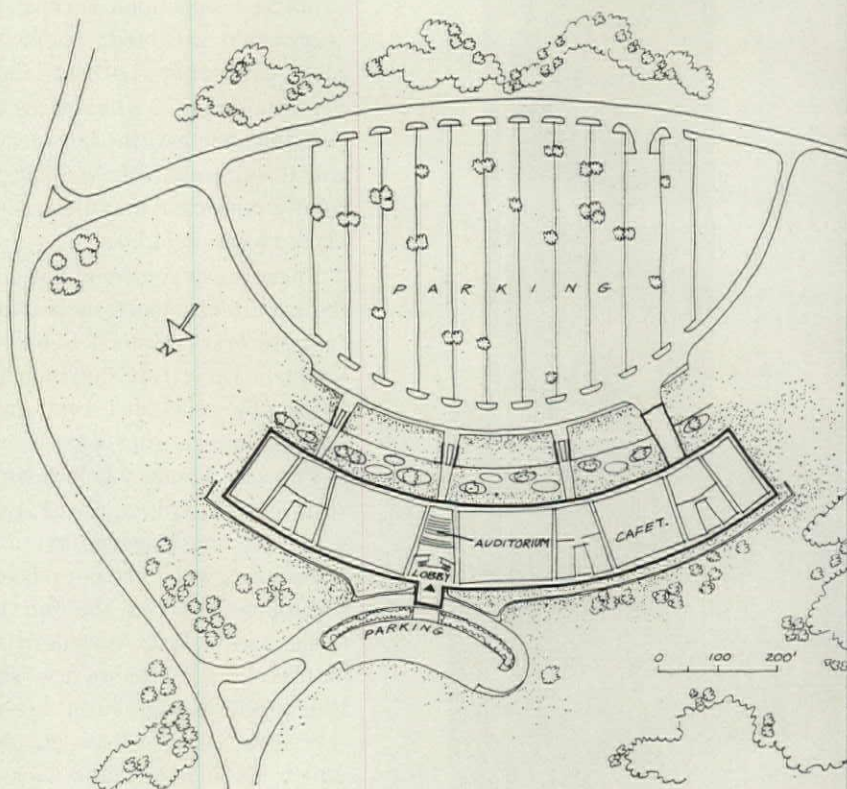 PARKING
N
AUDITORIUM
CAFET.
LOBBY
PARKING
0 100 200'